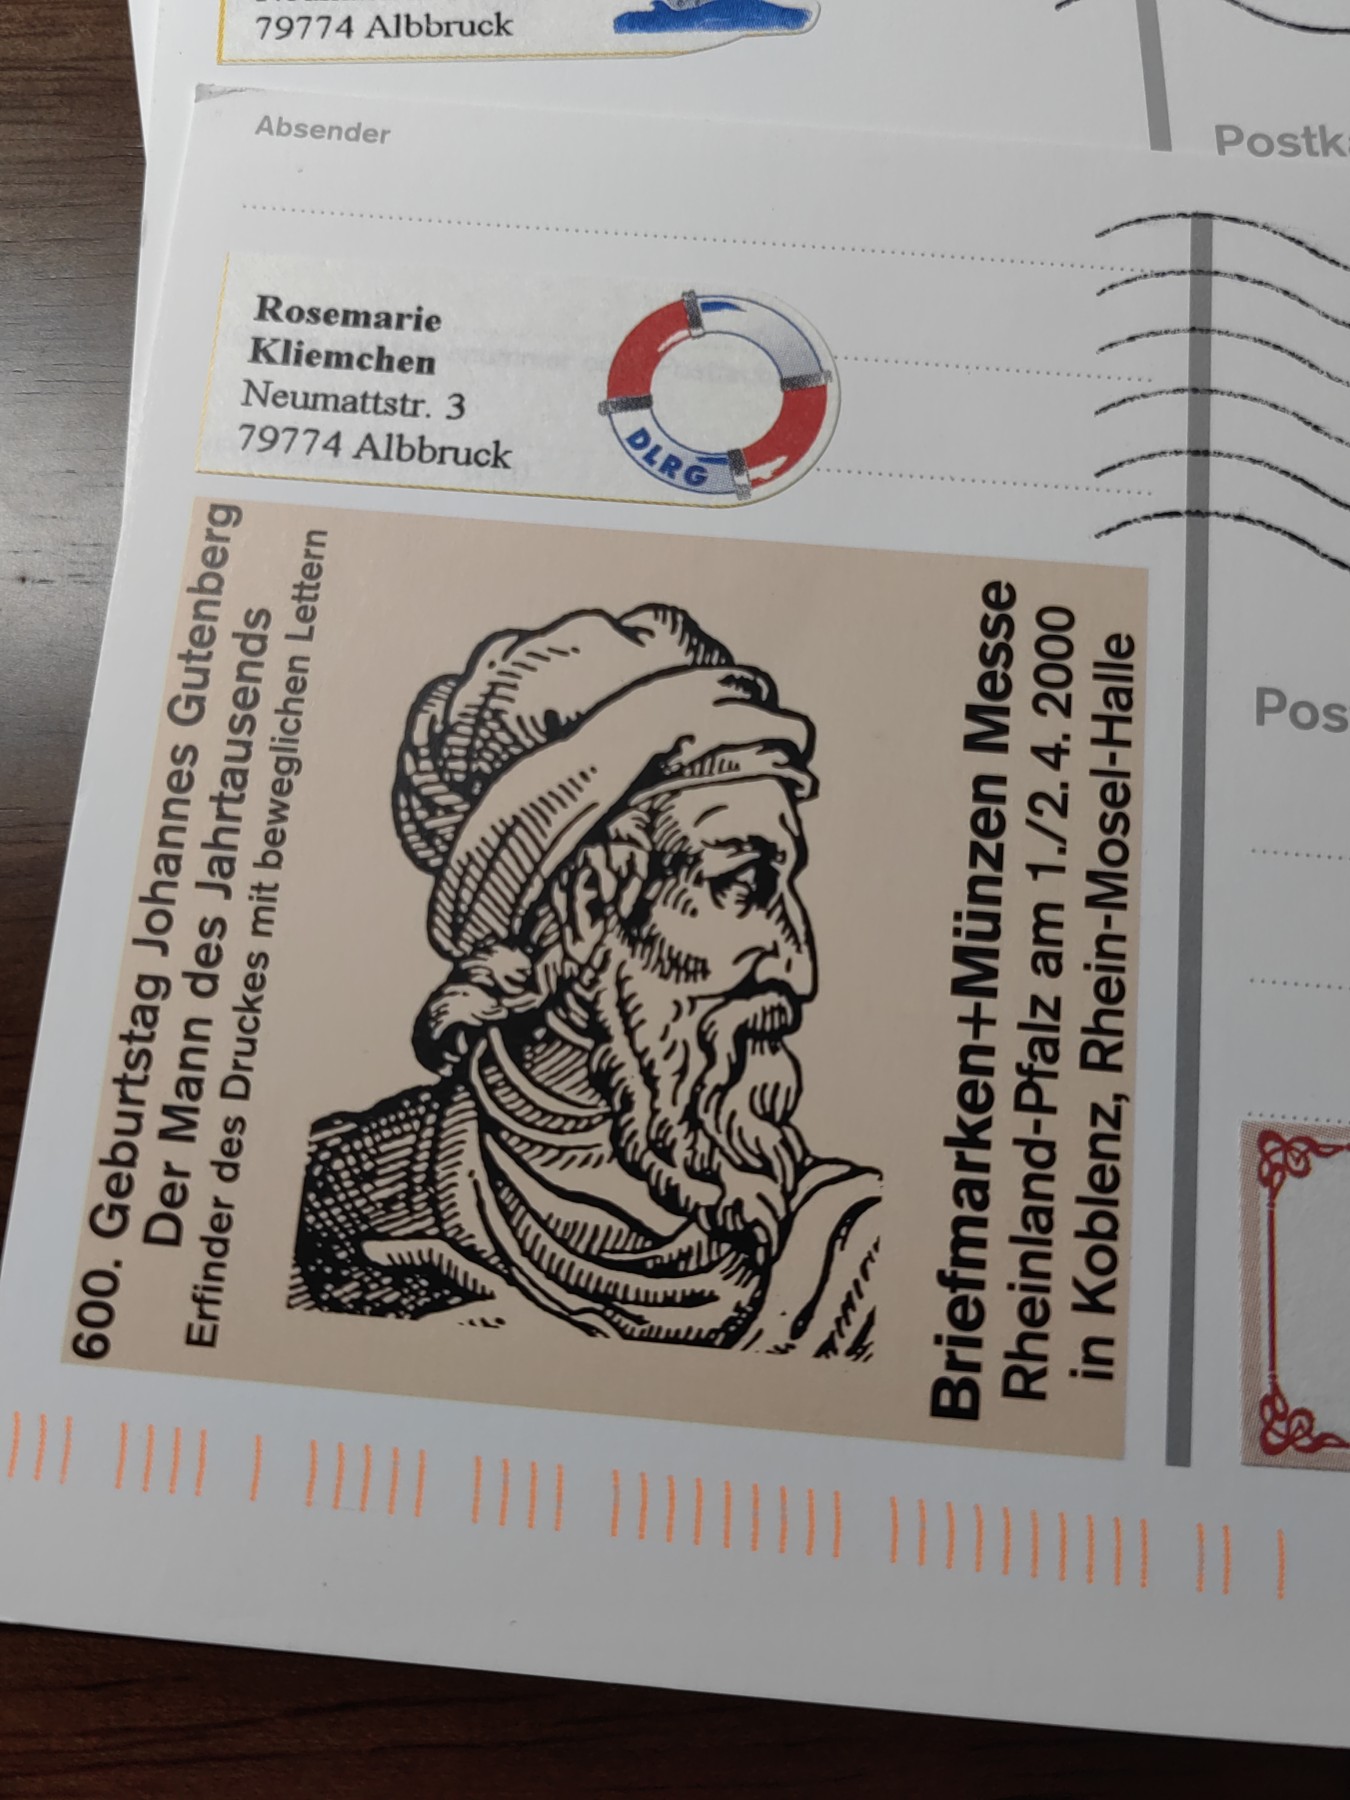 79774 Albbruck
Absender
Postk
Rosemarie
Kliemchen
Neumattstr. 3
79774 Albbruck
DLRG
600. Geburtstag Johannes Gutenberg
Der Mann des Jahrtausends
Erfinder des Druckes mit beweglichen Lettern
Briefmarken+Münzen Messe
Rheinland-Pfalz am 1./2. 4. 2000
in Koblenz, Rhein-Mosel-Halle
Pos